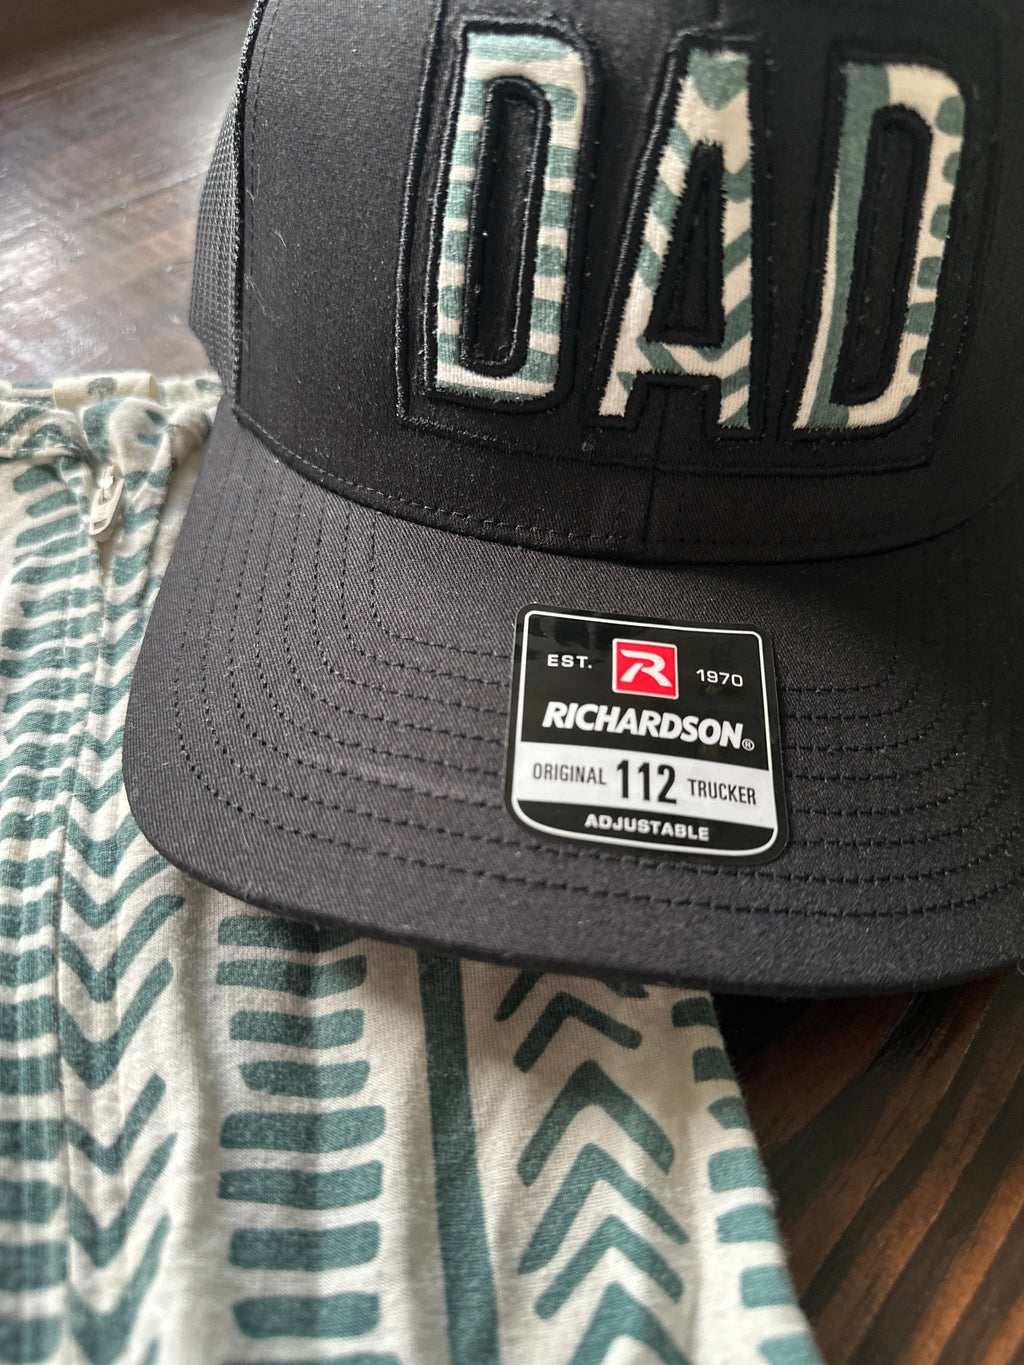 DAD
EST. R 1970
RICHARDSON®
ORIGINAL 112 TRUCKER
ADJUSTABLE